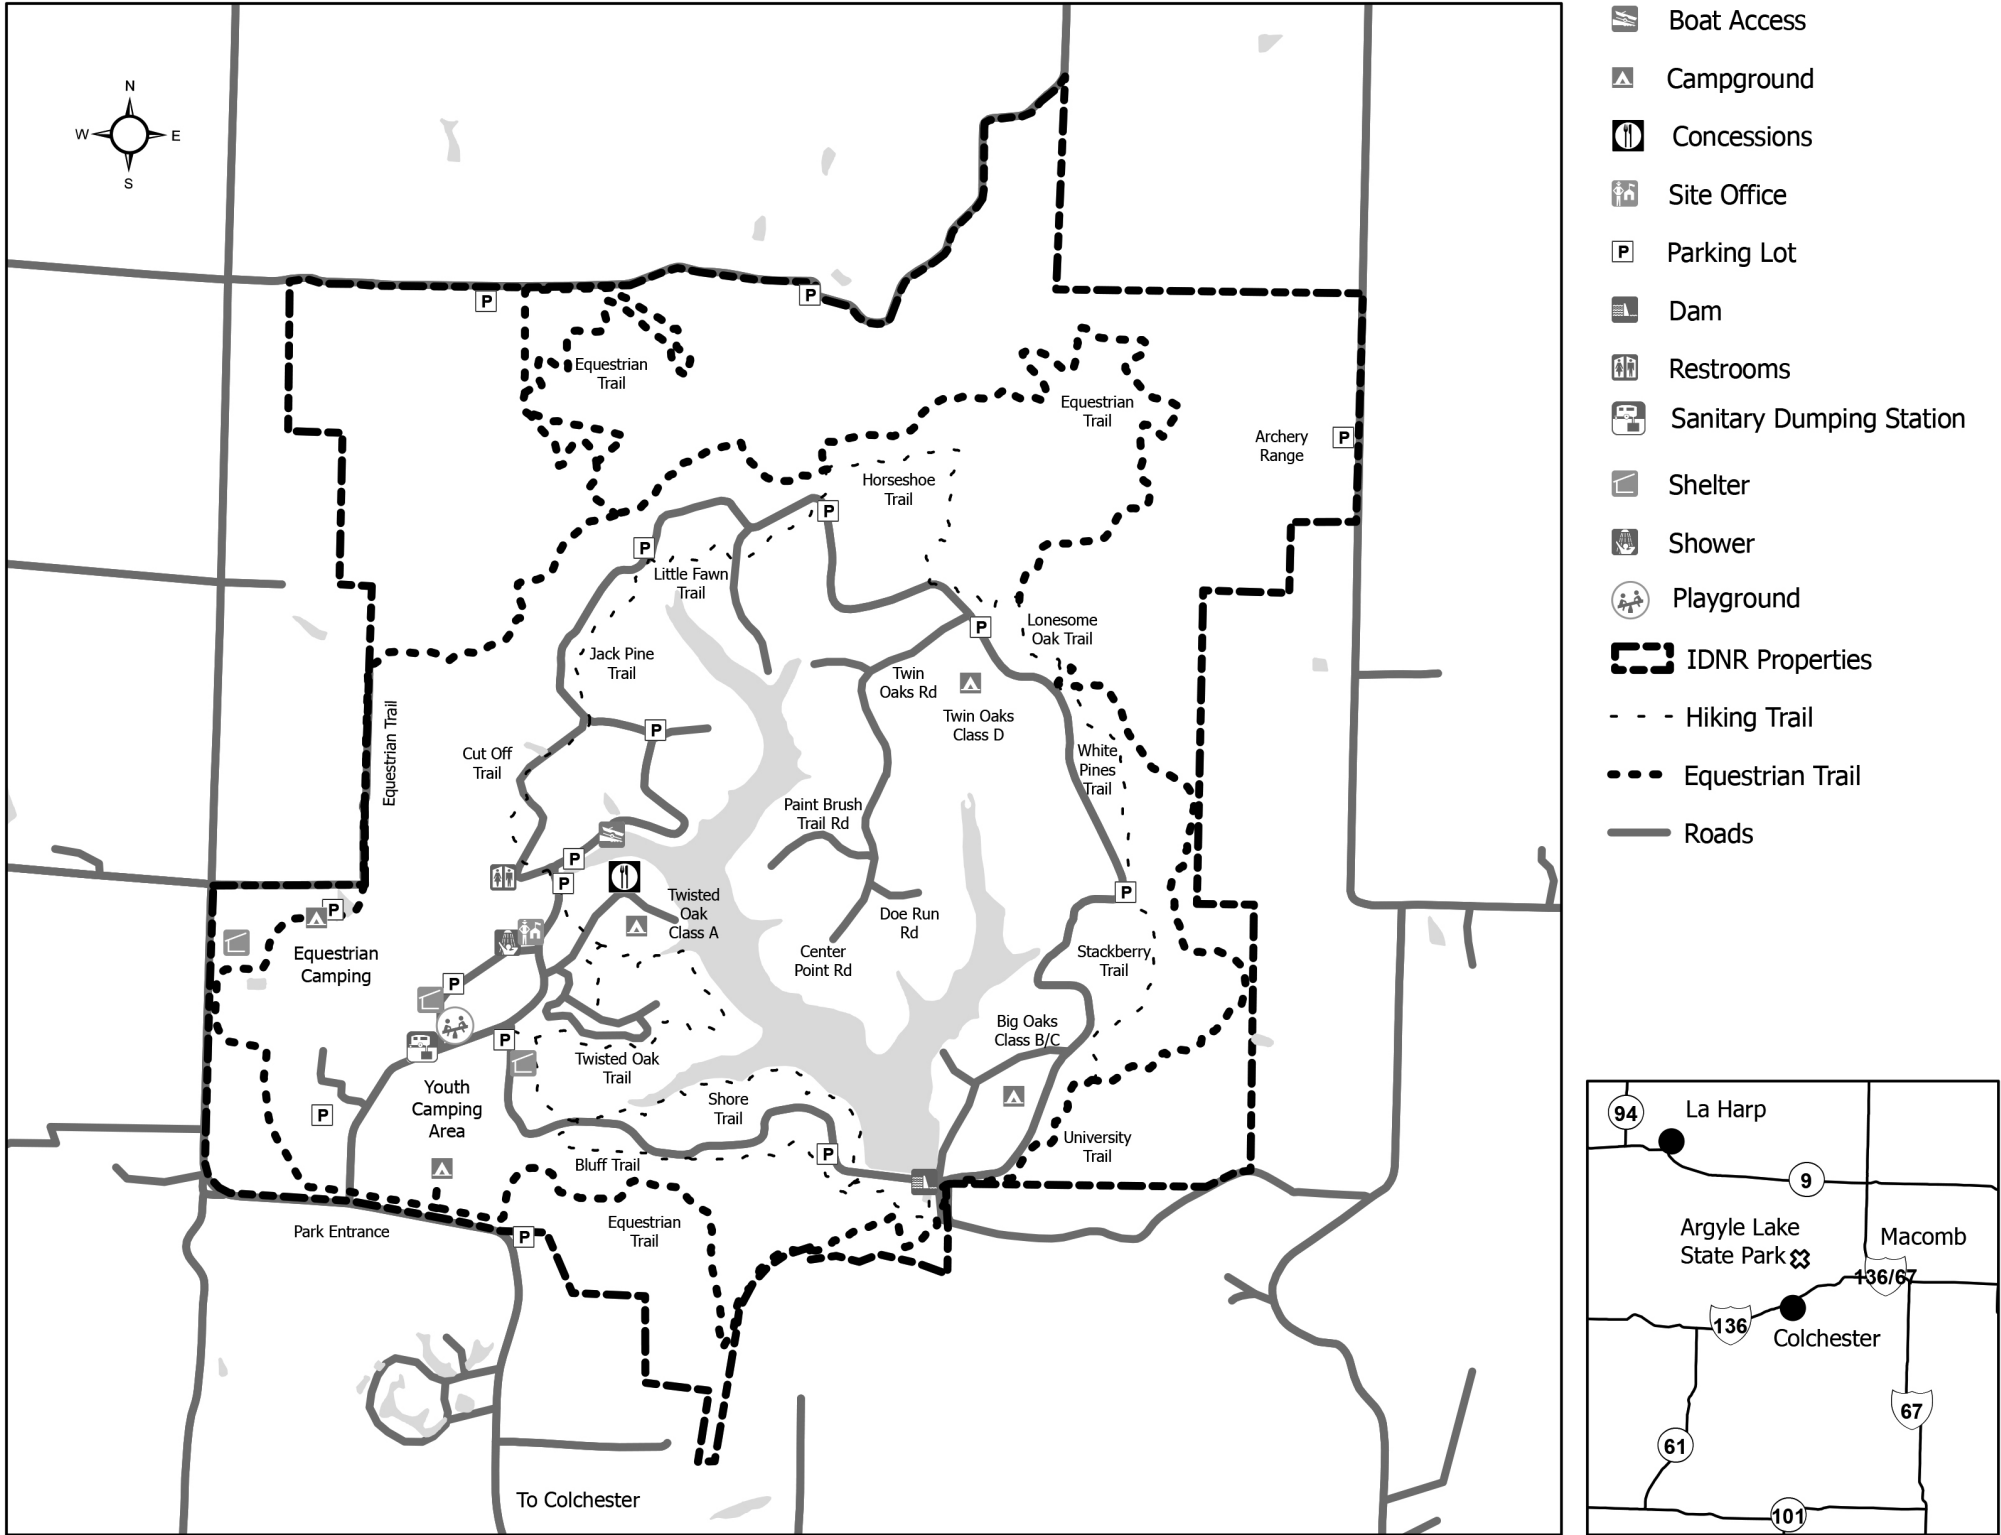 N
W
E
S
P
P
Equestrian
Trail
Equestrian
Trail
Archery
Range
P
Horseshoe
Trail
P
P
Little Fawn
Trail
P
Lonesome
Oak Trail
Jack Pine
Trail
Twin
Oaks Rd
Twin Oaks
Class D
P
Equestrian Trail
Cut Off
Trail
White
Pines
Trail
Paint Brush
Trail Rd
P
P
P
Twisted
Oak
Class A
P
Equestrian
Camping
Doe Run
Rd
Center
Point Rd
Stackberry
Trail
P
P
Big Oaks
Class B/C
Twisted Oak
Trail
Youth
Camping
Area
P
Shore
Trail
University
Trail
P
Bluff Trail
Park Entrance
P
Equestrian
Trail
To Colchester
Boat Access
Campground
Concessions
Site Office
P
Parking Lot
Dam
Restrooms
Sanitary Dumping Station
Shelter
Shower
Playground
IDNR Properties
Hiking Trail
Equestrian Trail
Roads
94
La Harp
9
Argyle Lake
State Park
Macomb
136/67
136
Colchester
67
61
101